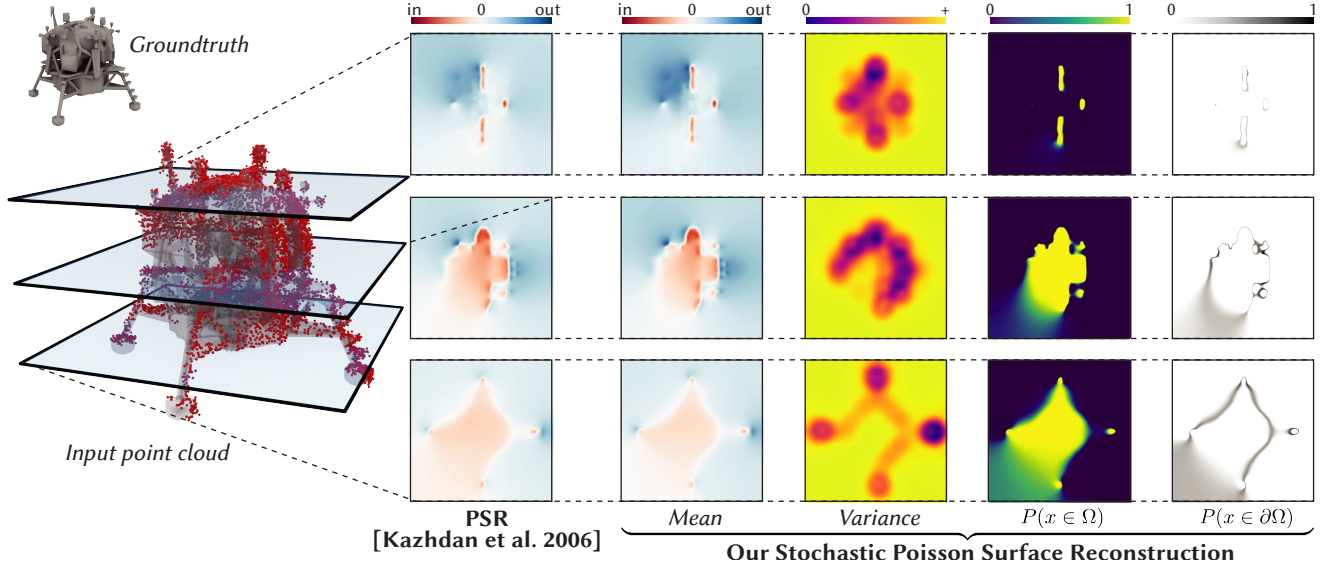 Groundtruth
in 0 out
in 0 out
0 +
0 1
0 1
Input point cloud
PSR
[Kazhdan et al. 2006]
Mean
Variance
P(x ∈ Ω)
P(x ∈ ∂Ω)
Our Stochastic Poisson Surface Reconstruction